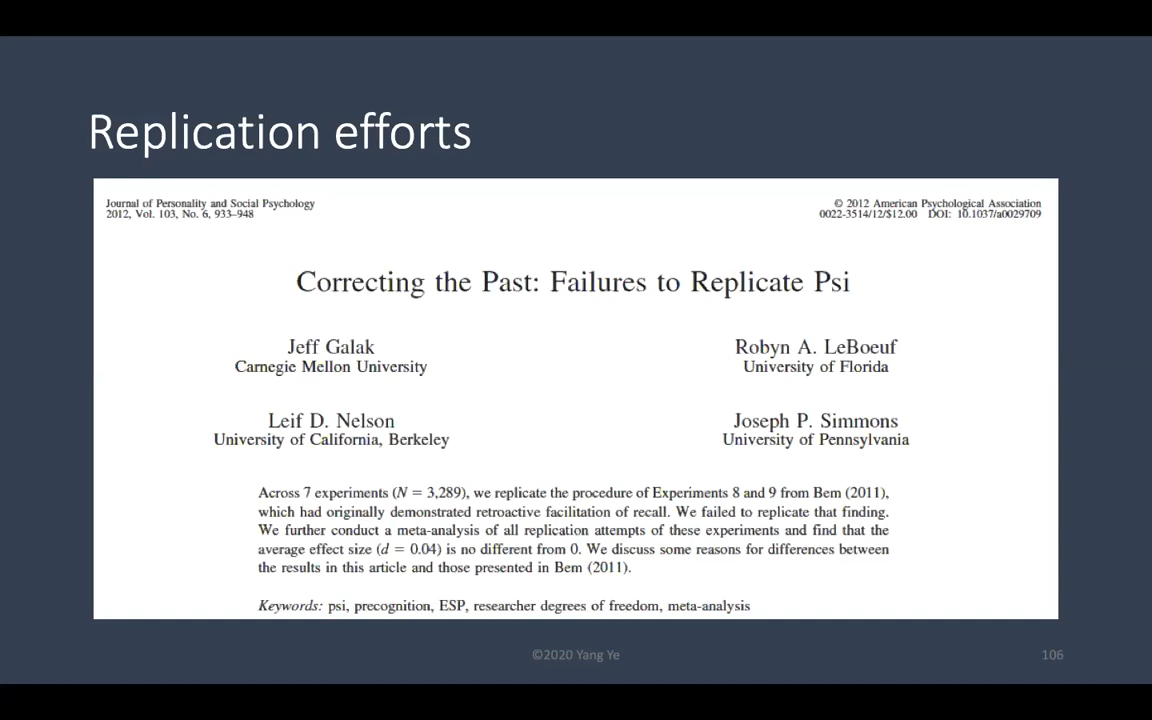 Replication efforts
Journal of Personality and Social Psychology
2012, Vol. 103, No. 6, 933–948
© 2012 American Psychological Association
0022-3514/12/$12.00 DOI: 10.1037/a0029709
Correcting the Past: Failures to Replicate Psi
Jeff Galak
Carnegie Mellon University
Robyn A. LeBoeuf
University of Florida
Leif D. Nelson
University of California, Berkeley
Joseph P. Simmons
University of Pennsylvania
Across 7 experiments (N = 3,289), we replicate the procedure of Experiments 8 and 9 from Bem (2011),
which had originally demonstrated retroactive facilitation of recall. We failed to replicate that finding.
We further conduct a meta-analysis of all replication attempts of these experiments and find that the
average effect size (d = 0.04) is no different from 0. We discuss some reasons for differences between
the results in this article and those presented in Bem (2011).
Keywords: psi, precognition, ESP, researcher degrees of freedom, meta-analysis
©2020 Yang Ye
106